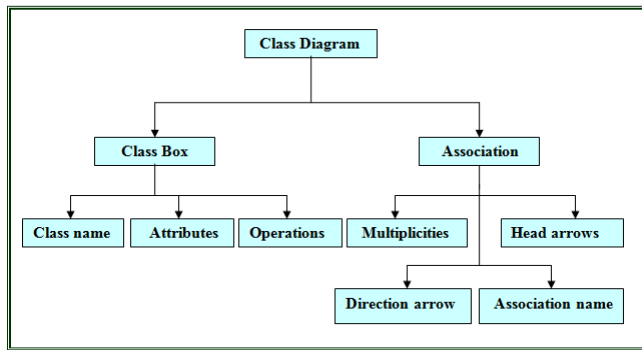 Class Diagram
Class Box
Association
Class name
Attributes
Operations
Multiplicities
Head arrows
Direction arrow
Association name